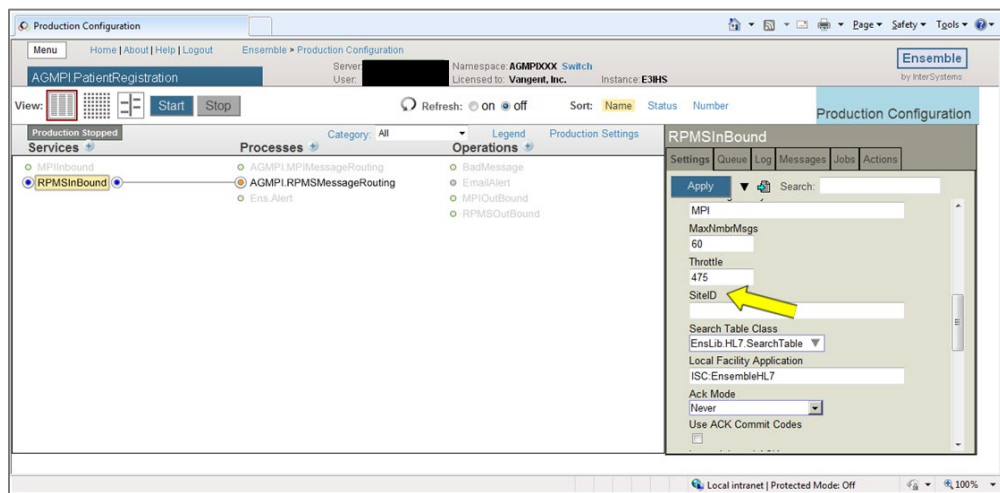 Production Configuration
Page Safety Tools
Menu Home | About | Help | Logout Ensemble > Production Configuration
Server: Namespace: AGMPIXXX Switch
User: Licensed to: Vangent, Inc. Instance: E3IHS
Ensemble
by InterSystems
AGMPI.PatientRegistration
View: Start Stop Refresh: on off Sort: Name Status Number
Production Configuration
Production Stopped Category: All Legend Production Settings
Services Processes Operations
MPIInbound AGMPI.MPIMessageRouting BadMessage
RPMSInBound AGMPI.RPMSMessageRouting EmailAlert
Ens.Alert MPIOutBound
RPMSOutBound
RPMSInBound
Settings Queue Log Messages Jobs Actions
Apply Search:
MPI
MaxNmbrMsgs
60
Throttle
475
SiteID
Search Table Class
EnsLib.HL7.SearchTable
Local Facility Application
ISC:EnsembleHL7
Ack Mode
Never
Use ACK Commit Codes
Local intranet | Protected Mode: Off 100%